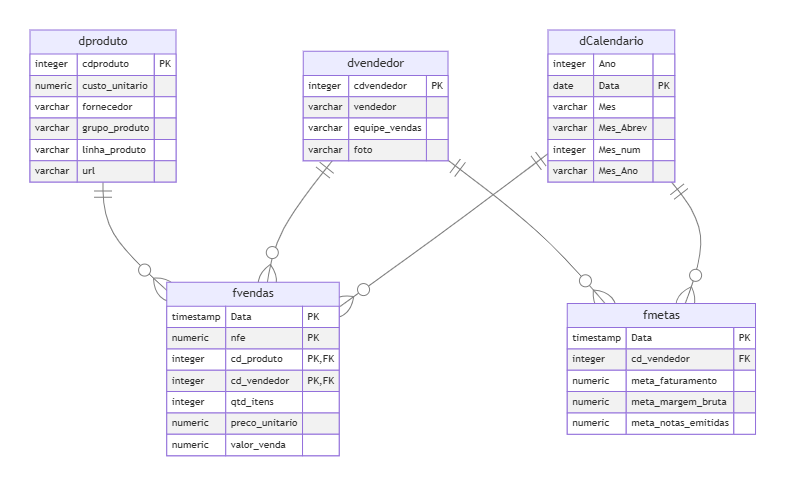 dproduto
integer cdproduto PK
numeric custo_unitario
varchar fornecedor
varchar grupo_produto
varchar linha_produto
varchar url
dvendedor
integer cdvendedor PK
varchar vendedor
varchar equipe_vendas
varchar foto
dCalendario
integer Ano
date Data PK
varchar Mes
varchar Mes_Abrev
integer Mes_num
varchar Mes_Ano
fvendas
timestamp Data PK
numeric nfe PK
integer cd_produto PK,FK
integer cd_vendedor PK,FK
integer qtd_itens
numeric preco_unitario
numeric valor_venda
fmetas
timestamp Data PK
integer cd_vendedor FK
numeric meta_faturamento
numeric meta_margem_bruta
numeric meta_notas_emitidas